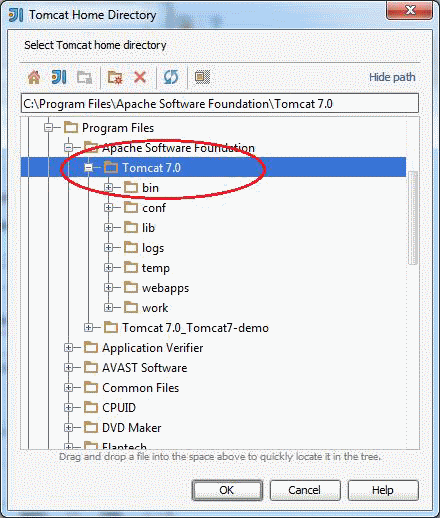 Tomcat Home Directory
Select Tomcat home directory
Hide path
C:\Program Files\Apache Software Foundation\Tomcat 7.0
Program Files
Apache Software Foundation
Tomcat 7.0
bin
conf
lib
logs
temp
webapps
work
Tomcat 7.0_Tomcat7-demo
Application Verifier
AVAST Software
Common Files
CPUID
DVD Maker
Elantech
Drag and drop a file into the space above to quickly locate it in the tree.
OK
Cancel
Help